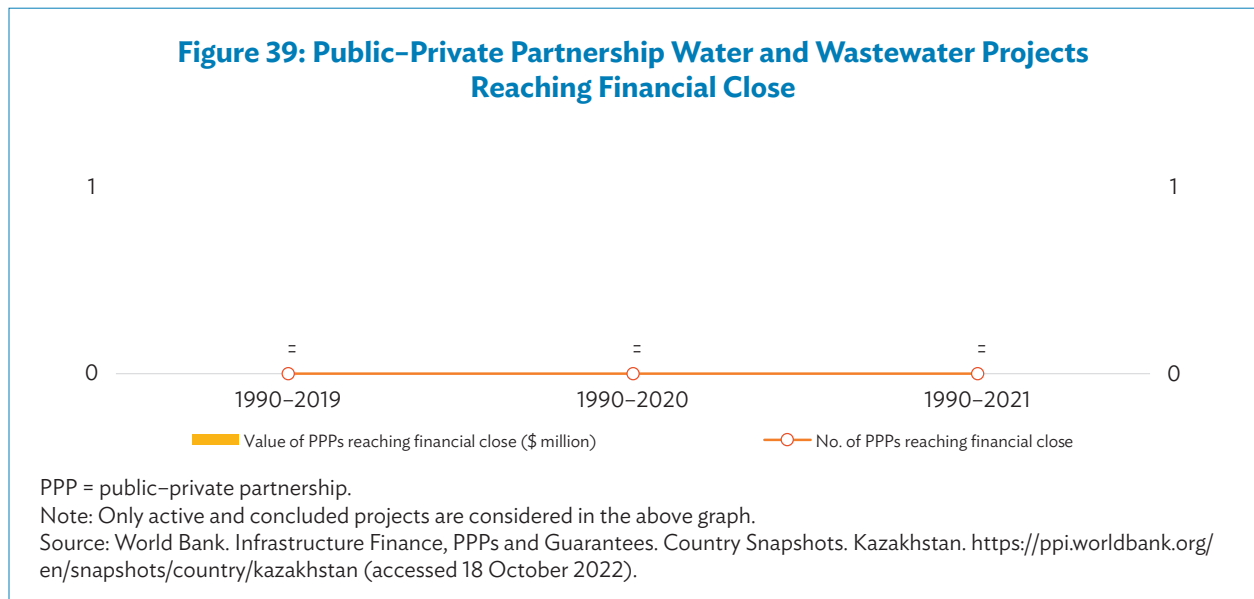 Figure 39: Public–Private Partnership Water and Wastewater Projects
Reaching Financial Close
1 1
– – –
– – –
0 0
1990–2019 1990–2020 1990–2021
Value of PPPs reaching financial close ($ million) No. of PPPs reaching financial close
PPP = public–private partnership.
Note: Only active and concluded projects are considered in the above graph.
Source: World Bank. Infrastructure Finance, PPPs and Guarantees. Country Snapshots. Kazakhstan. https://ppi.worldbank.org/
en/snapshots/country/kazakhstan (accessed 18 October 2022).